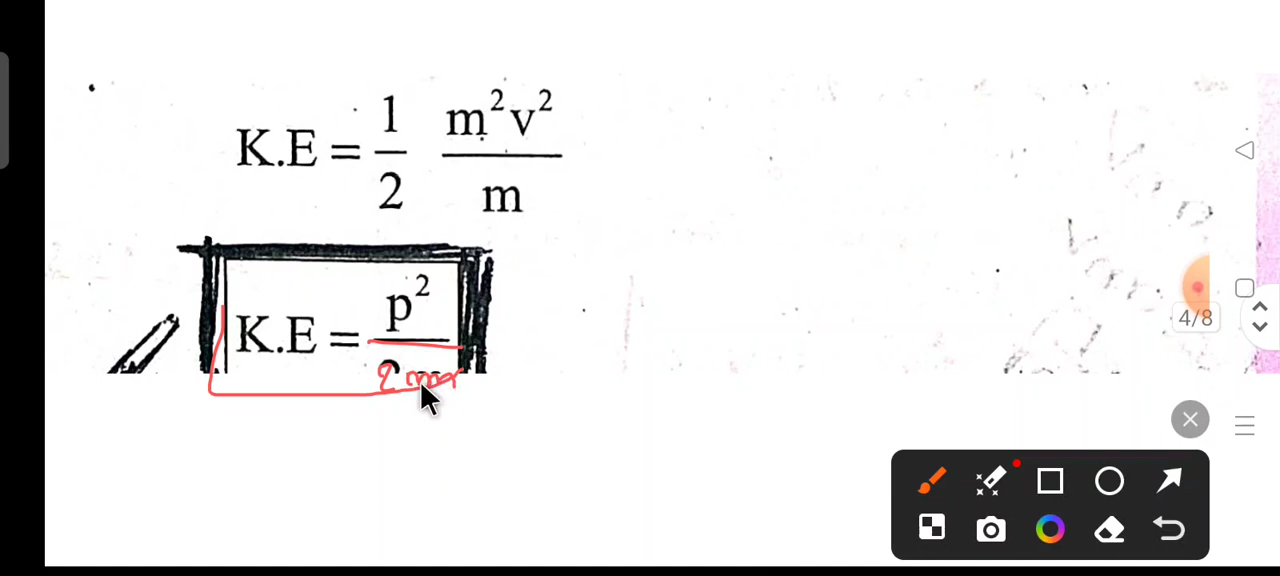 K.E = 1/2 m²v²/m
K.E = p²/2m
4/8